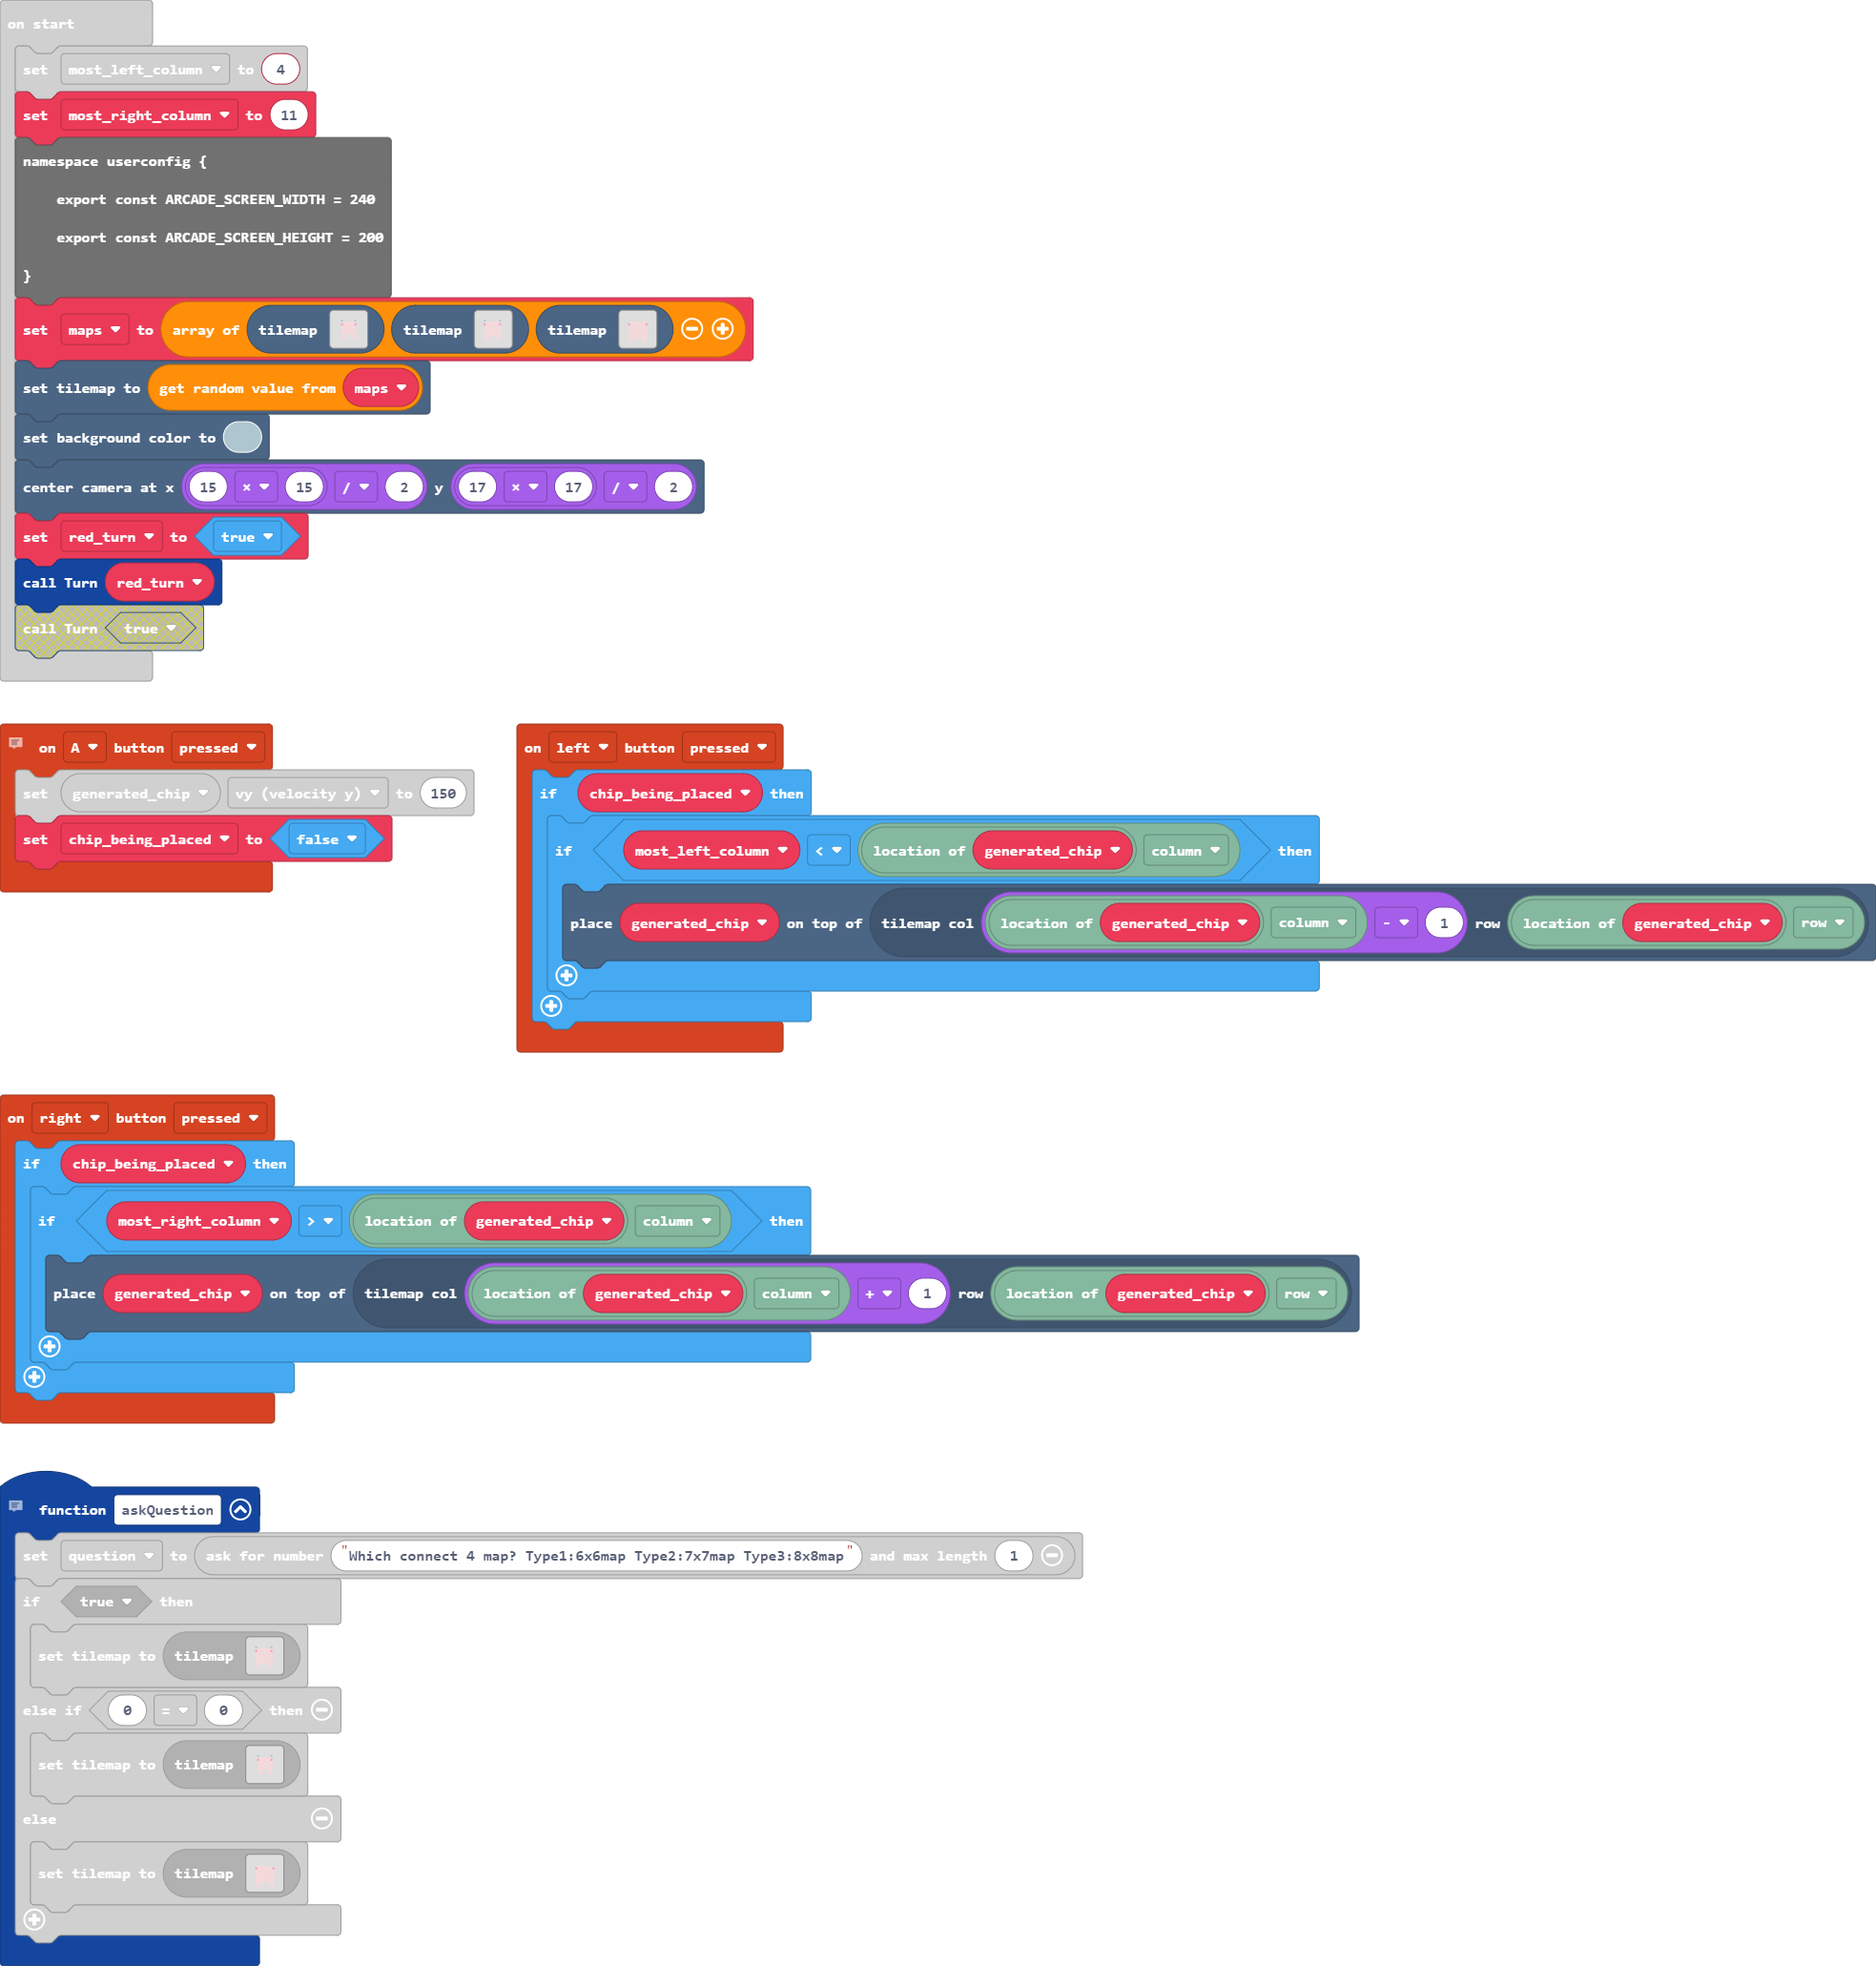 on start
set most_left_column to 4
set most_right_column to 11
namespace userconfig {
export const ARCADE_SCREEN_WIDTH = 240
export const ARCADE_SCREEN_HEIGHT = 200
}
set maps to array of tilemap tilemap tilemap
set tilemap to get random value from maps
set background color to
center camera at x 15 × 15 / 2 y 17 × 17 / 2
set red_turn to true
call Turn red_turn
call Turn true
on A button pressed
set generated_chip vy (velocity y) to 150
set chip_being_placed to false
on left button pressed
if chip_being_placed then
if most_left_column < location of generated_chip column then
place generated_chip on top of tilemap col location of generated_chip column - 1 row location of generated_chip row
on right button pressed
if chip_being_placed then
if most_right_column > location of generated_chip column then
place generated_chip on top of tilemap col location of generated_chip column + 1 row location of generated_chip row
function askQuestion
set question to ask for number "Which connect 4 map? Type1:6x6map Type2:7x7map Type3:8x8map" and max length 1
if true then
set tilemap to tilemap
else if 0 = 0 then
set tilemap to tilemap
else
set tilemap to tilemap